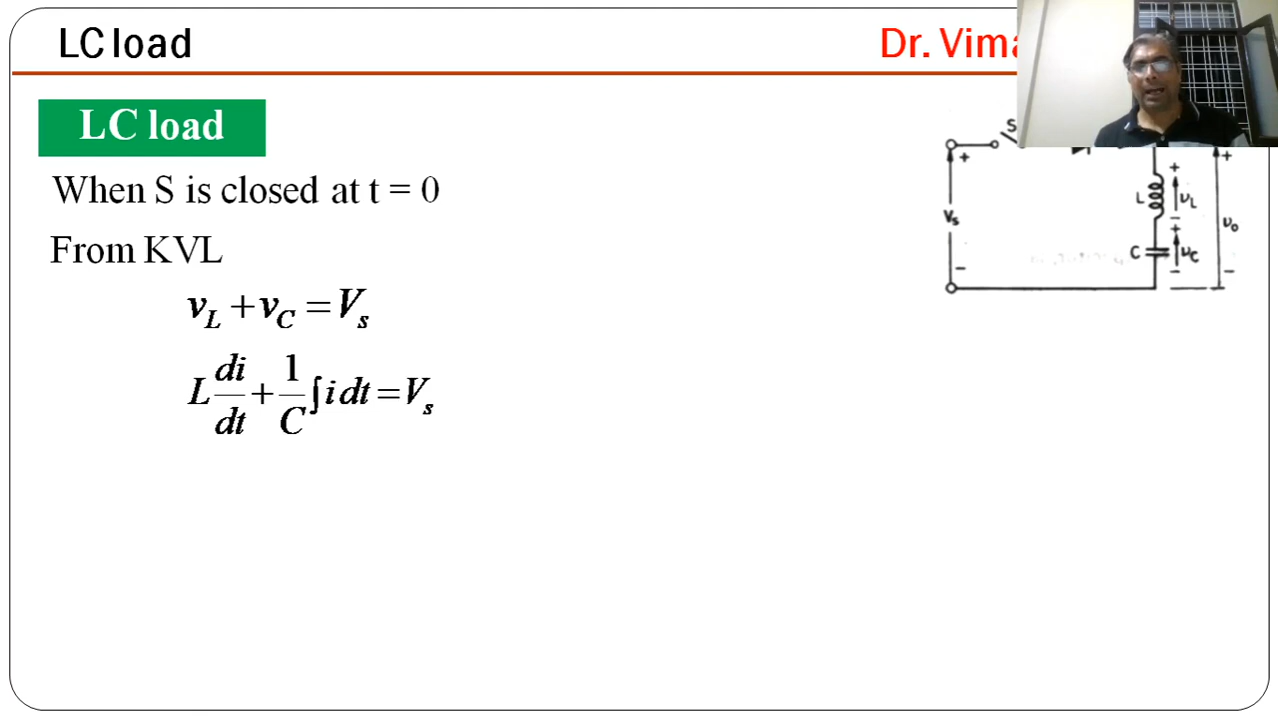 LC load
Dr. Vima
LC load
When S is closed at t = 0
From KVL
v_L + v_C = V_s
L di/dt + 1/C ∫ i dt = V_s
S
+
V_s
−
L
+
v_L
−
C
+
v_C
−
+
v_o
−